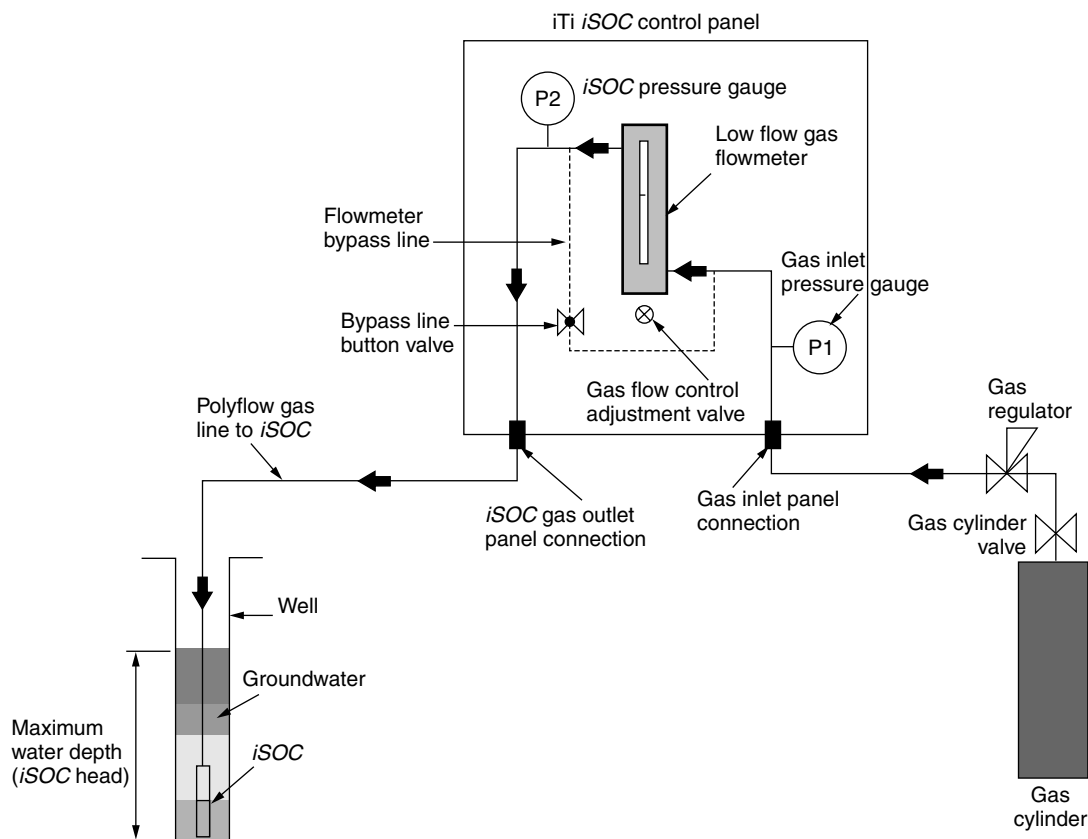 iTi iSOC control panel
P2
iSOC pressure gauge
Low flow gas
flowmeter
Flowmeter
bypass line
Gas inlet
pressure gauge
Bypass line
button valve
P1
Gas flow control
adjustment valve
Gas
regulator
Polyflow gas
line to iSOC
iSOC gas outlet
panel connection
Gas inlet panel
connection
Gas cylinder
valve
Well
Groundwater
Maximum
water depth
(iSOC head)
iSOC
Gas
cylinder